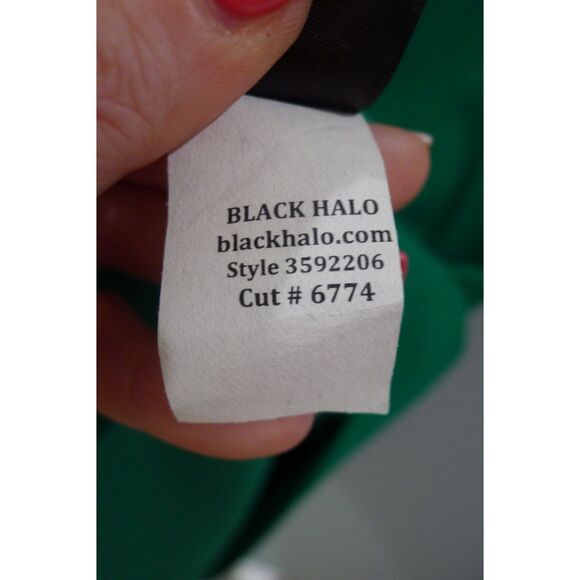 BLACK HALO
blackhalo.com
Style 3592206
Cut # 6774